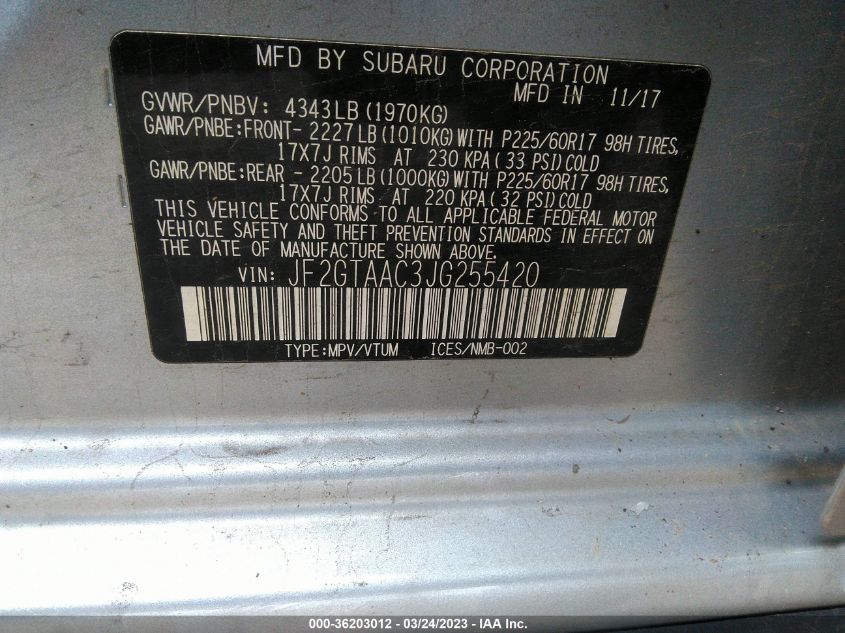 MFD BY SUBARU CORPORATION
MFD IN 11/17
GVWR/PNBV: 4343LB (1970KG)
GAWR/PNBE:FRONT- 2227LB (1010KG) WITH P225/60R17 98H TIRES,
17X7J RIMS AT 230 KPA( 33 PSI)COLD
GAWR/PNBE:REAR - 2205LB (1000KG) WITH P225/60R17 98H TIRES,
17X7J RIMS AT 220 KPA( 32 PSI)COLD
THIS VEHICLE CONFORMS TO ALL APPLICABLE FEDERAL MOTOR
VEHICLE SAFETY AND THEFT PREVENTION STANDARDS IN EFFECT ON
THE DATE OF MANUFACTURE SHOWN ABOVE.
VIN: JF2GTAAC3JG255420
TYPE:MPV/VTUM ICES/NMB-002
000-36203012 - 03/24/2023 - IAA Inc.